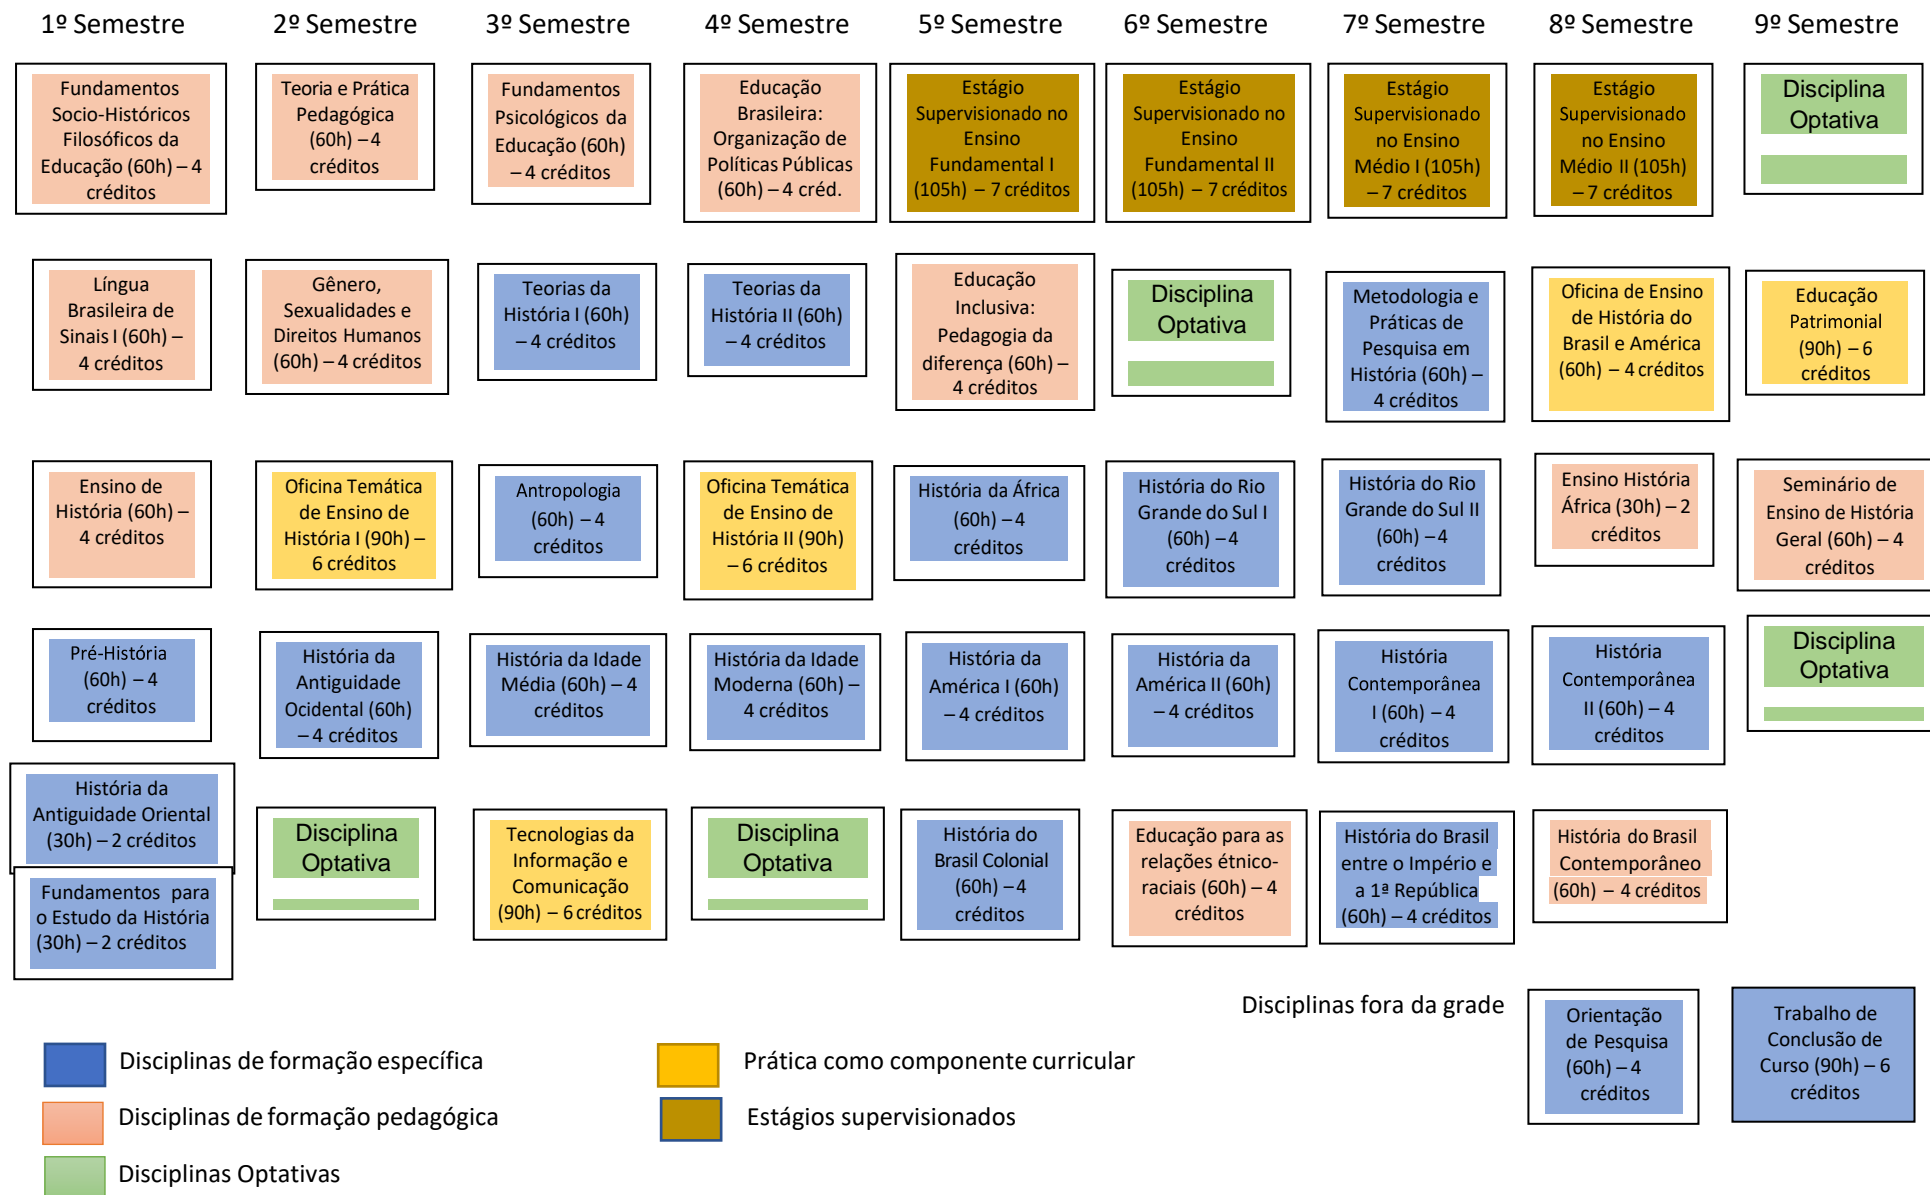 1º Semestre
2º Semestre
3º Semestre
4º Semestre
5º Semestre
6º Semestre
7º Semestre
8º Semestre
9º Semestre
Fundamentos
Socio-Históricos
Filosóficos da
Educação (60h) – 4
créditos
Teoria e Prática
Pedagógica
(60h) – 4
créditos
Fundamentos
Psicológicos da
Educação (60h)
– 4 créditos
Educação
Brasileira:
Organização de
Políticas Públicas
(60h) – 4 créd.
Estágio
Supervisionado no
Ensino
Fundamental I
(105h) – 7 créditos
Estágio
Supervisionado no
Ensino
Fundamental II
(105h) – 7 créditos
Estágio
Supervisionado
no Ensino
Médio I (105h)
– 7 créditos
Estágio
Supervisionado
no Ensino
Médio II (105h)
– 7 créditos
Disciplina
Optativa
Língua
Brasileira de
Sinais I (60h) –
4 créditos
Gênero,
Sexualidades e
Direitos Humanos
(60h) – 4 créditos
Teorias da
História I (60h)
– 4 créditos
Teorias da
História II (60h)
– 4 créditos
Educação
Inclusiva:
Pedagogia da
diferença (60h) –
4 créditos
Disciplina
Optativa
Metodologia e
Práticas de
Pesquisa em
História (60h) –
4 créditos
Oficina de Ensino
de História do
Brasil e América
(60h) – 4 créditos
Educação
Patrimonial
(90h) – 6
créditos
Ensino de
História (60h) –
4 créditos
Oficina Temática
de Ensino de
História I (90h) –
6 créditos
Antropologia
(60h) – 4
créditos
Oficina Temática
de Ensino de
História II (90h)
– 6 créditos
História da África
(60h) – 4
créditos
História do Rio
Grande do Sul I
(60h) – 4
créditos
História do Rio
Grande do Sul II
(60h) – 4
créditos
Ensino História
África (30h) – 2
créditos
Seminário de
Ensino de História
Geral (60h) – 4
créditos
Pré-História
(60h) – 4
créditos
História da
Antiguidade
Ocidental (60h)
– 4 créditos
História da Idade
Média (60h) – 4
créditos
História da Idade
Moderna (60h) –
4 créditos
História da
América I (60h)
– 4 créditos
História da
América II (60h)
– 4 créditos
História
Contemporânea
I (60h) – 4
créditos
História
Contemporânea
II (60h) – 4
créditos
Disciplina
Optativa
História da
Antiguidade Oriental
(30h) – 2 créditos
Fundamentos para
o Estudo da História
(30h) – 2 créditos
Disciplina
Optativa
Tecnologias da
Informação e
Comunicação
(90h) – 6 créditos
Disciplina
Optativa
História do
Brasil Colonial
(60h) – 4
créditos
Educação para as
relações étnico-
raciais (60h) – 4
créditos
História do Brasil
entre o Império e
a 1ª República
(60h) – 4 créditos
História do Brasil
Contemporâneo
(60h) – 4 créditos
Disciplinas fora da grade
Orientação
de Pesquisa
(60h) – 4
créditos
Trabalho de
Conclusão de
Curso (90h) – 6
créditos
Disciplinas de formação específica
Prática como componente curricular
Disciplinas de formação pedagógica
Estágios supervisionados
Disciplinas Optativas